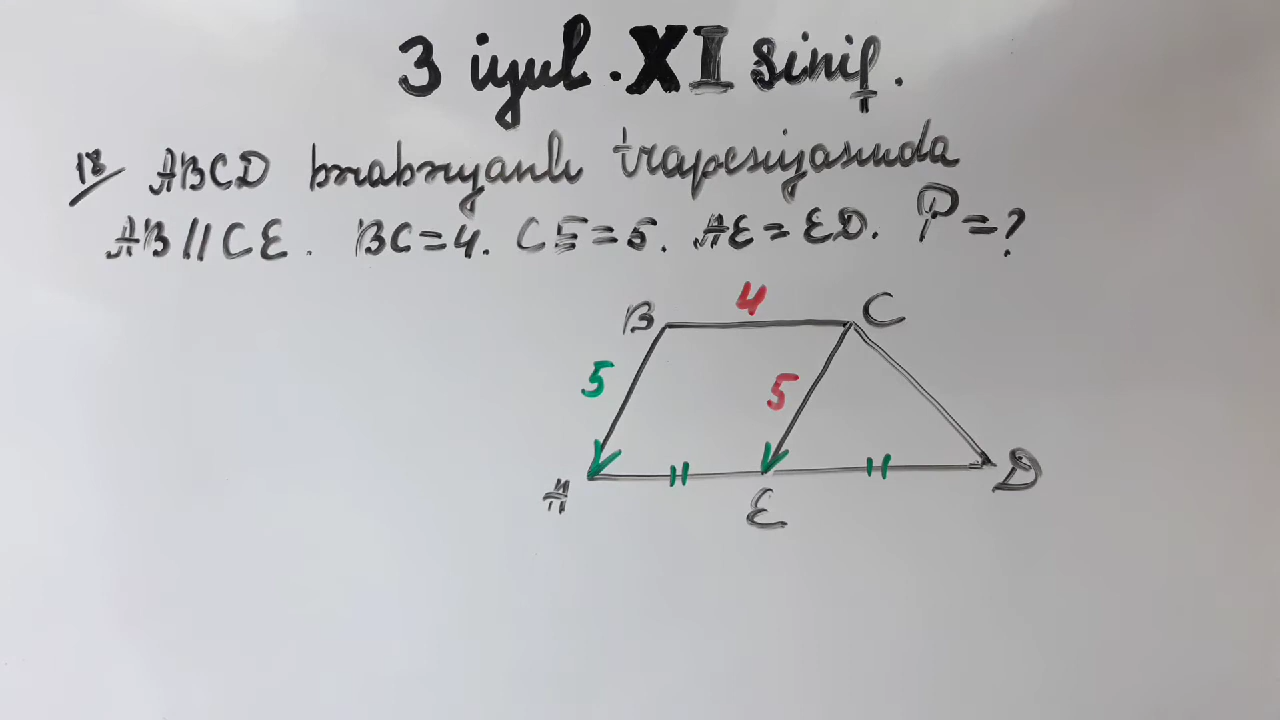 3 iyul. XI sinif.
18 ABCD bərabəryanlı trapesiyasında
AB // CE. BC=4. CE=5. AE=ED. P=?
B 4 C
5 5
A E D